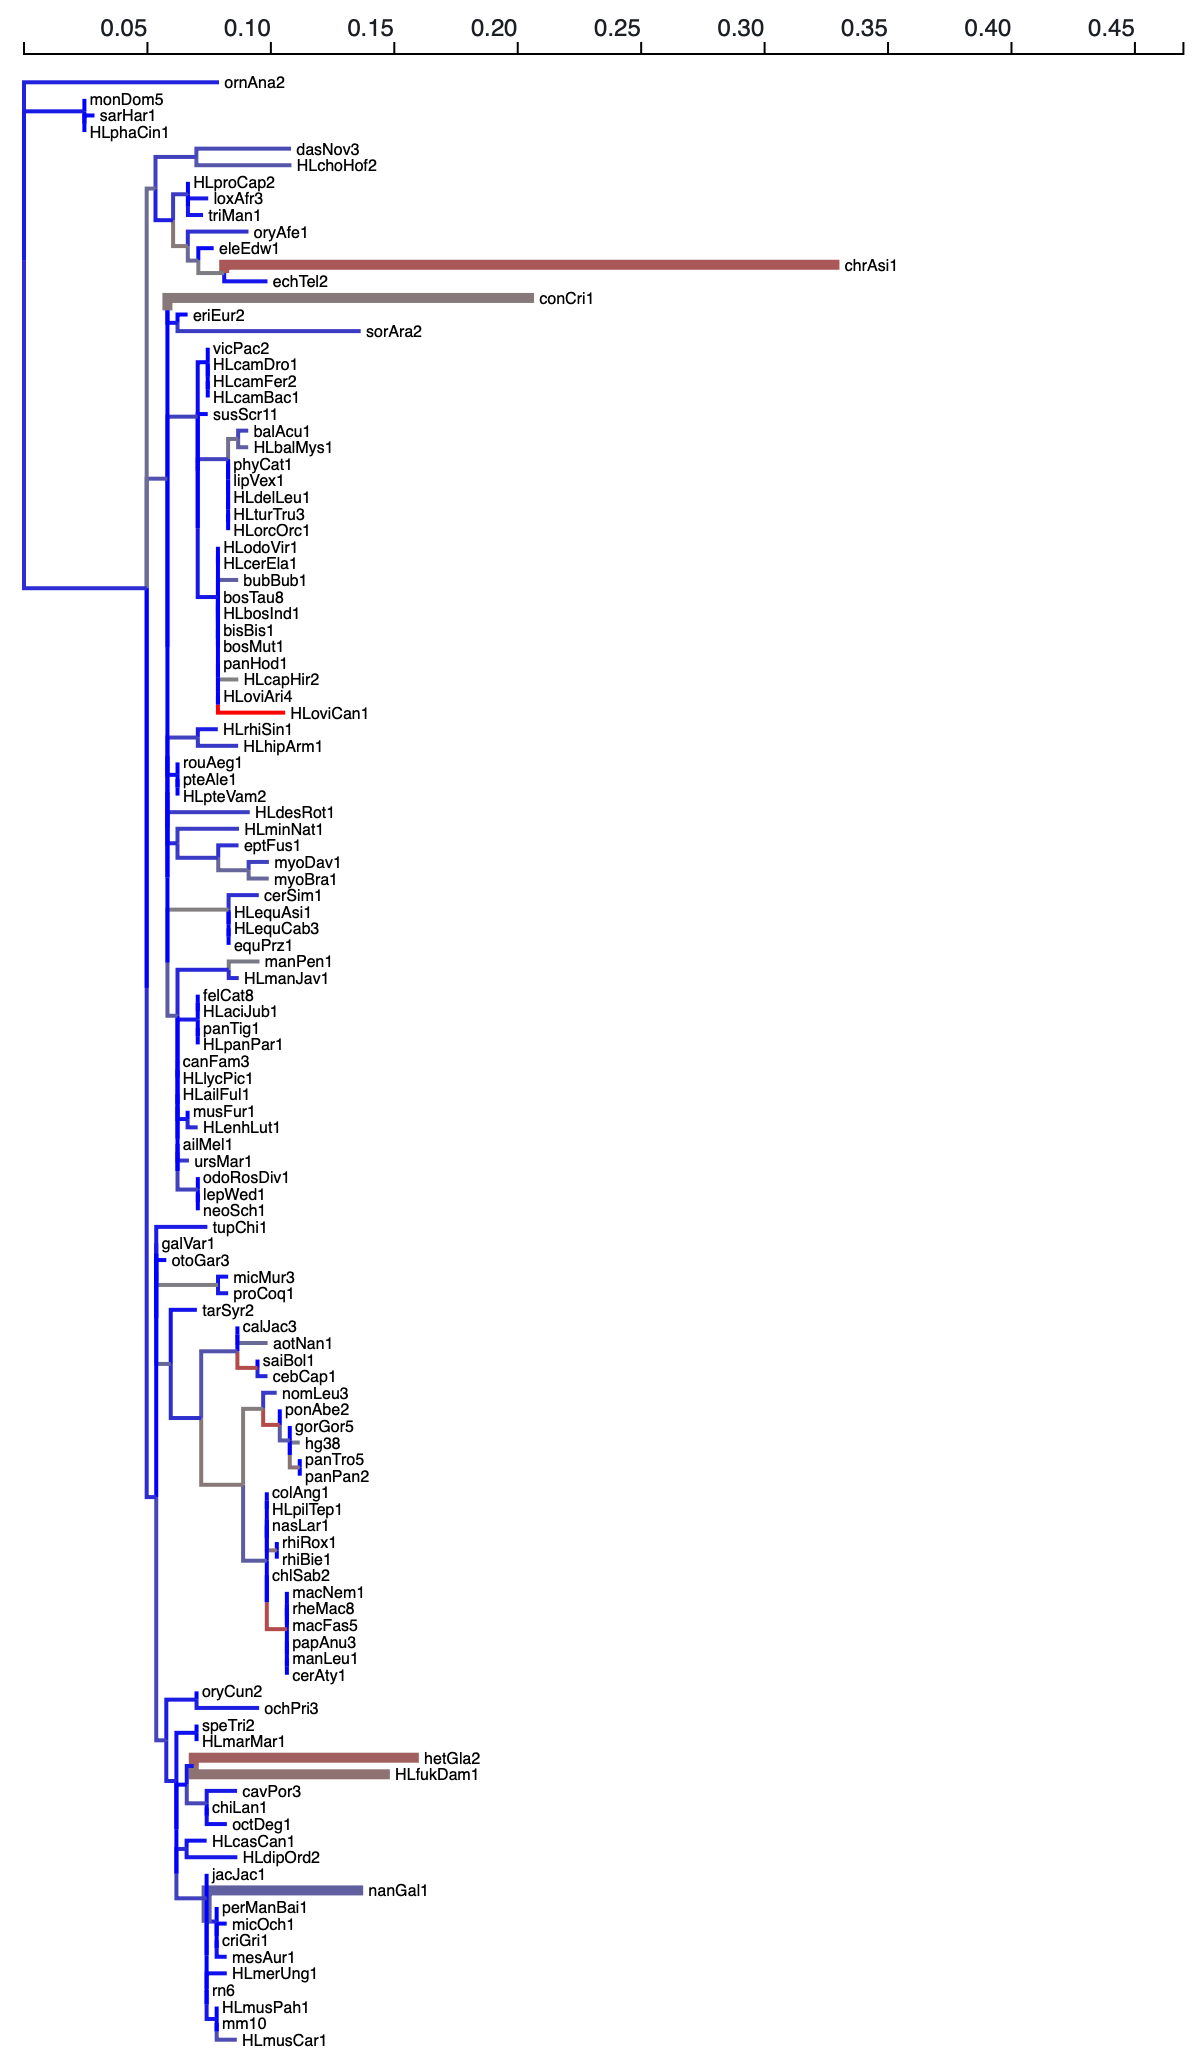 0.05 0.10 0.15 0.20 0.25 0.30 0.35 0.40 0.45
ornAna2
monDom5
sarHar1
HLphaCin1
dasNov3
HLchoHof2
HLproCap2
loxAfr3
triMan1
oryAfe1
eleEdw1
chrAsi1
echTel2
conCri1
eriEur2
sorAra2
vicPac2
HLcamDro1
HLcamFer2
HLcamBac1
susScr11
balAcu1
HLbalMys1
phyCat1
lipVex1
HLdelLeu1
HLturTru3
HLorcOrc1
HLodoVir1
HLcerEla1
bubBub1
bosTau8
HLbosInd1
bisBis1
bosMut1
panHod1
HLcapHir2
HLoviAri4
HLoviCan1
HLrhiSin1
HLhipArm1
rouAeg1
pteAle1
HLpteVam2
HLdesRot1
HLminNat1
eptFus1
myoDav1
myoBra1
cerSim1
HLequAsi1
HLequCab3
equPrz1
manPen1
HLmanJav1
felCat8
HLaciJub1
panTig1
HLpanPar1
canFam3
HLlycPic1
HLailFul1
musFur1
HLenhLut1
ailMel1
ursMar1
odoRosDiv1
lepWed1
neoSch1
tupChi1
galVar1
otoGar3
micMur3
proCoq1
tarSyr2
calJac3
aotNan1
saiBol1
cebCap1
nomLeu3
ponAbe2
gorGor5
hg38
panTro5
panPan2
colAng1
HLpilTep1
nasLar1
rhiRox1
rhiBie1
chlSab2
macNem1
rheMac8
macFas5
papAnu3
manLeu1
cerAty1
oryCun2
ochPri3
speTri2
HLmarMar1
hetGla2
HLfukDam1
cavPor3
chiLan1
octDeg1
HLcasCan1
HLdipOrd2
jacJac1
nanGal1
perManBai1
micOch1
criGri1
mesAur1
HLmerUng1
rn6
HLmusPah1
mm10
HLmusCar1